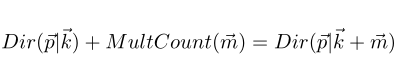 Dir(p⃗|k⃗) + MultCount(m⃗) = Dir(p⃗|k⃗ + m⃗)